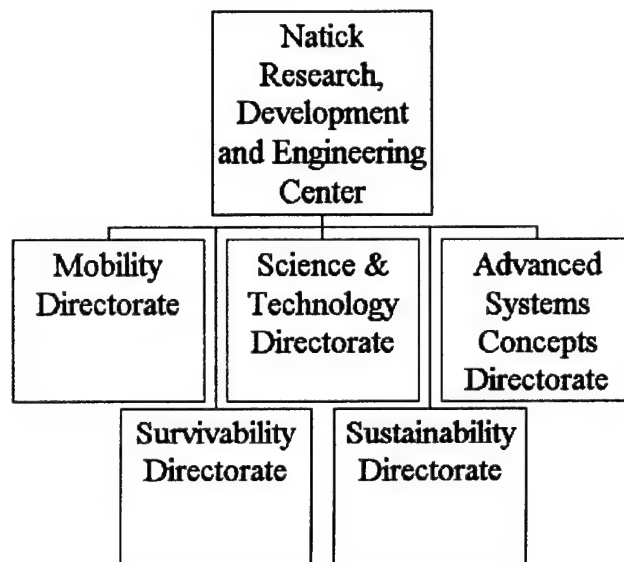 Natick
Research,
Development
and Engineering
Center
Mobility
Directorate
Science &
Technology
Directorate
Advanced
Systems
Concepts
Directorate
Survivability
Directorate
Sustainability
Directorate